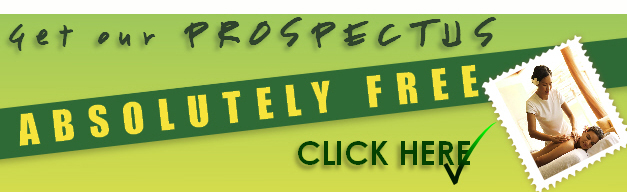 Get our PROSPECTUS
ABSOLUTELY FREE
CLICK HERE